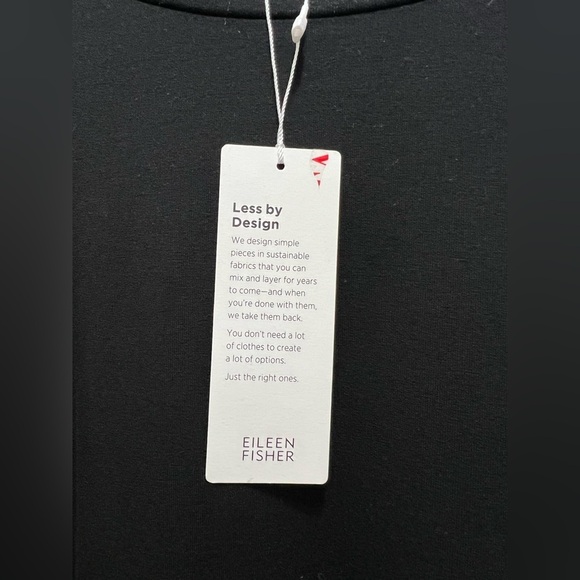 Less by
Design
We design simple
pieces in sustainable
fabrics that you can
mix and layer for years
to come—and when
you're done with them,
we take them back.
You don't need a lot
of clothes to create
a lot of options.
Just the right ones.
EILEEN
FISHER